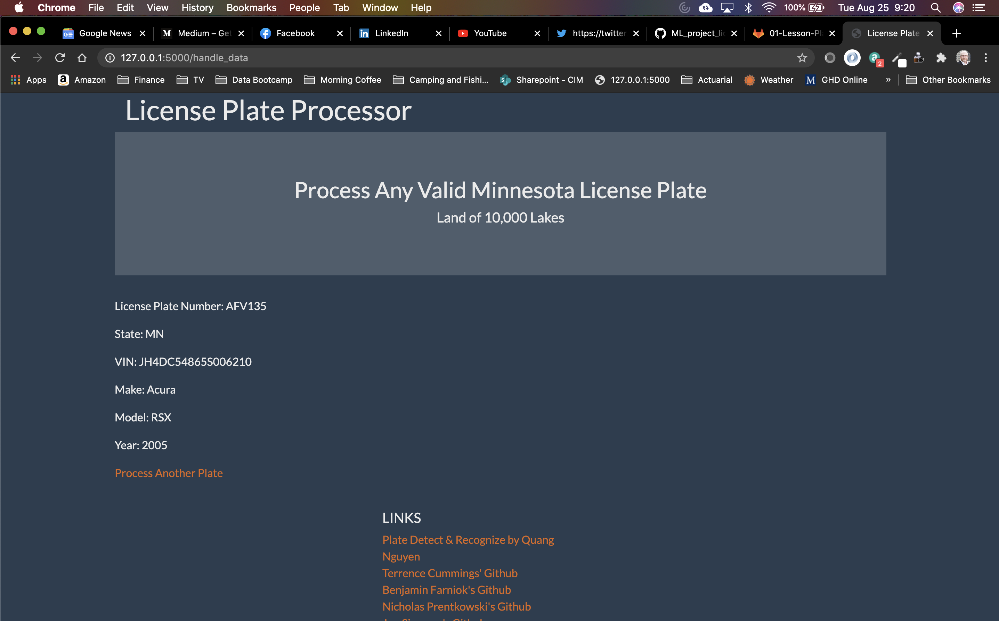 Chrome File Edit View History Bookmarks People Tab Window Help 100% Tue Aug 25 9:20
Google News Medium – Get Facebook LinkedIn YouTube https://twitter ML_project_lic 01-Lesson-Pla License Plate
127.0.0.1:5000/handle_data 2
Apps Amazon Finance TV Data Bootcamp Morning Coffee Camping and Fishi... Sharepoint - CIM 127.0.0.1:5000 Actuarial Weather GHD Online » Other Bookmarks
License Plate Processor
Process Any Valid Minnesota License Plate
Land of 10,000 Lakes
License Plate Number: AFV135
State: MN
VIN: JH4DC54865S006210
Make: Acura
Model: RSX
Year: 2005
Process Another Plate
LINKS
Plate Detect & Recognize by Quang
Nguyen
Terrence Cummings' Github
Benjamin Farniok's Github
Nicholas Prentkowski's Github